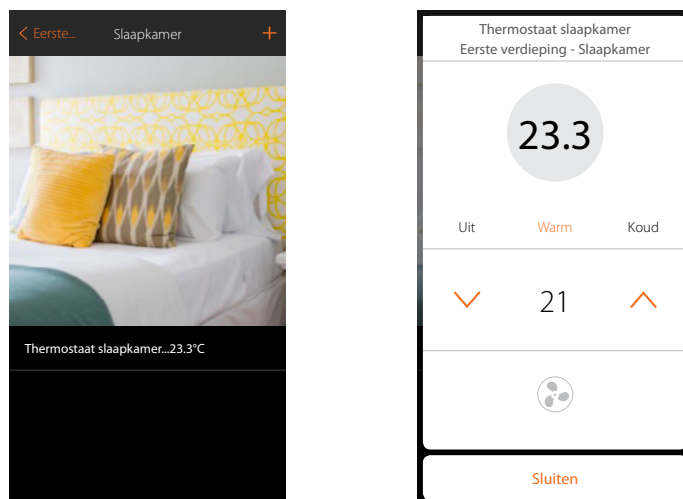 Eerste... Slaapkamer +
Thermostaat slaapkamer...23.3°C
Thermostaat slaapkamer
Eerste verdieping - Slaapkamer
23.3
Uit Warm Koud
21
Sluiten